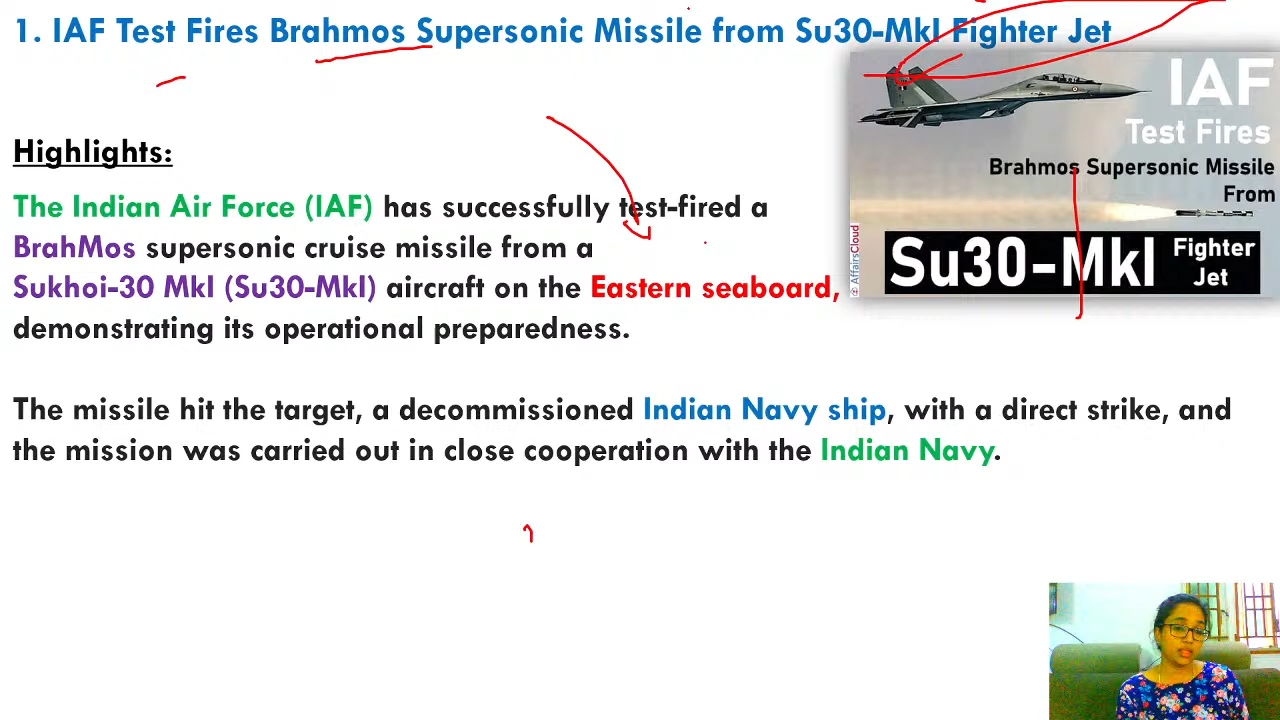 1. IAF Test Fires Brahmos Supersonic Missile from Su30-MkI Fighter Jet
IAF
Test Fires
Brahmos Supersonic Missile
From
Su30-MkI Fighter Jet
AffairsCloud
Highlights:
The Indian Air Force (IAF) has successfully test-fired a
BrahMos supersonic cruise missile from a
Sukhoi-30 MkI (Su30-MkI) aircraft on the Eastern seaboard,
demonstrating its operational preparedness.
The missile hit the target, a decommissioned Indian Navy ship, with a direct strike, and
the mission was carried out in close cooperation with the Indian Navy.